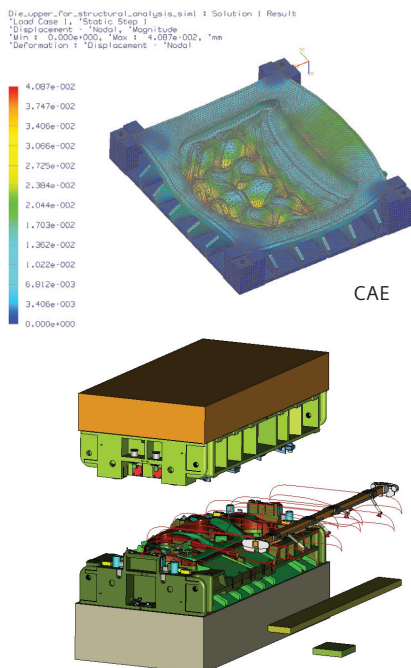 Die_upper_for_structural_analysis_sim1 : Solution 1 Result
'Load Case 1, 'Static Step 1
'Displacement - 'Nodal, 'Magnitude
'Min : 0.000e+000, 'Max : 4.087e-002, 'mm
'Deformation : 'Displacement - 'Nodal
4.087e-002
3.747e-002
3.406e-002
3.066e-002
2.725e-002
2.384e-002
2.044e-002
1.703e-002
1.362e-002
1.022e-002
6.812e-003
3.406e-003
0.000e+000
CAE